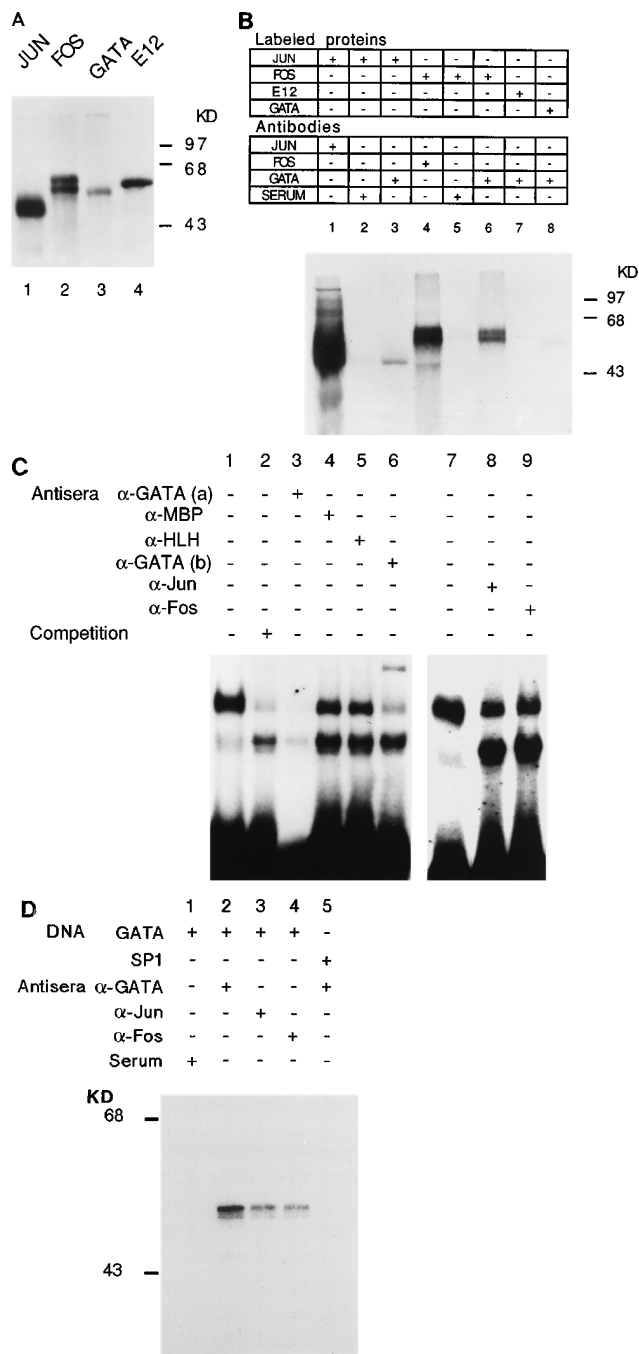 A
JUN FOS GATA E12
KD
97
68
43
1 2 3 4
B
Labeled proteins
JUN + + + - - - - -
FOS - - - + + + - -
E12 - - - - - - + -
GATA - - - - - - - +
Antibodies
JUN + - - - - - - -
FOS - - - + - - - -
GATA - - + - - + + +
SERUM - + - - + - - -
1 2 3 4 5 6 7 8
KD
97
68
43
C
1 2 3 4 5 6 7 8 9
Antisera α-GATA (a) - - + - - - - - -
α-MBP - - - + - - - - -
α-HLH - - - - + - - - -
α-GATA (b) - - - - - + - - -
α-Jun - - - - - - - + -
α-Fos - - - - - - - - +
Competition - + - - - - - - -
D
1 2 3 4 5
DNA GATA + + + + -
SP1 - - - - +
Antisera α-GATA - + - - +
α-Jun - - + - -
α-Fos - - - + -
Serum + - - - -
KD
68
43